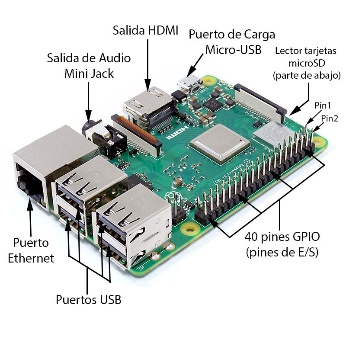 Salida HDMI
Puerto de Carga
Micro-USB
Salida de Audio
Mini Jack
Lector tarjetas
microSD
(parte de abajo)
Pin1
Pin2
HDMI
Puerto
Ethernet
40 pines GPIO
(pines de E/S)
Puertos USB